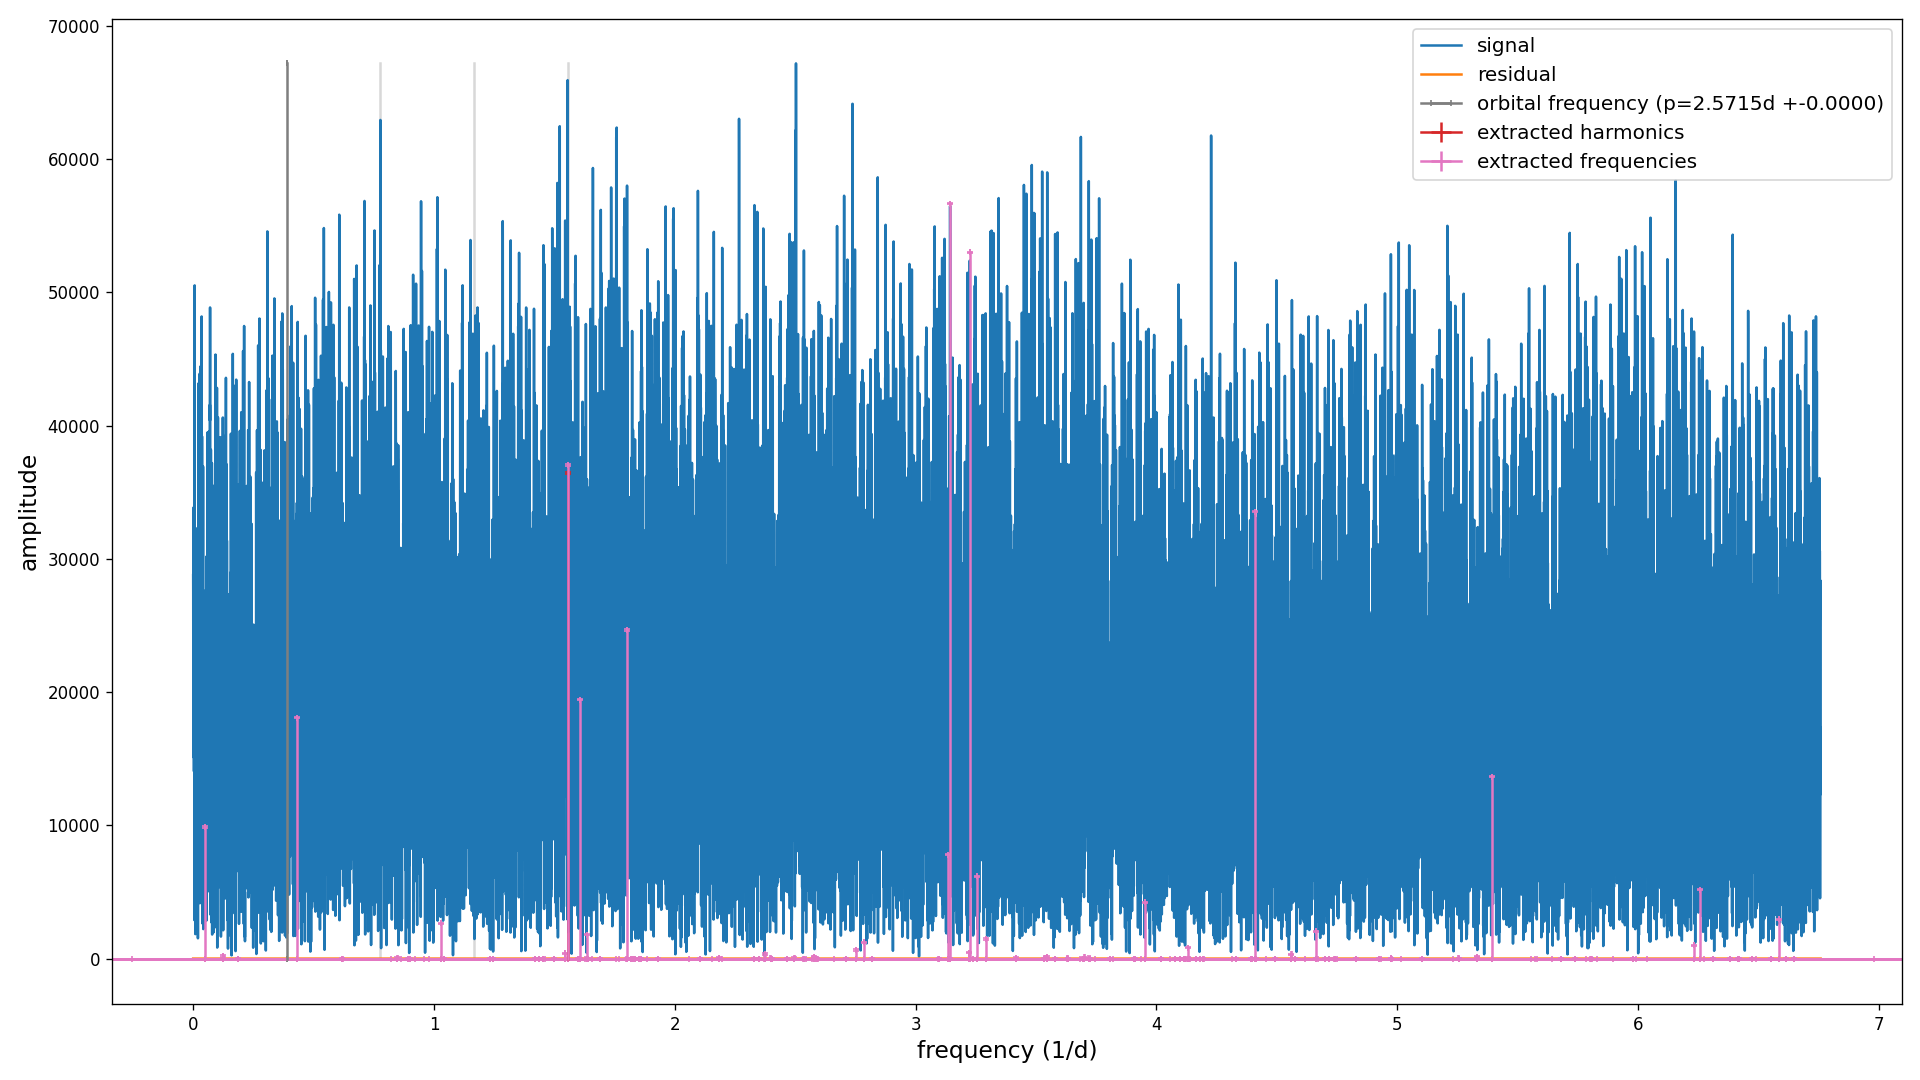 70000
60000
50000
40000
30000
20000
10000
0
amplitude
signal
residual
orbital frequency (p=2.5715d +-0.0000)
extracted harmonics
extracted frequencies
0 1 2 3 4 5 6 7
frequency (1/d)